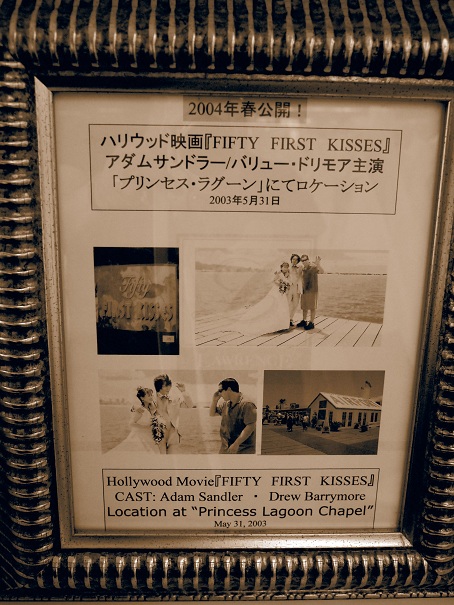 2004年春公開！
ハリウッド映画『FIFTY FIRST KISSES』
アダムサンドラー/バリュー・ドリモア主演
「プリンセス・ラグーン」にてロケーション
2003年5月31日
Fifty
FIRST KISSES
Hollywood Movie『FIFTY FIRST KISSES』
CAST: Adam Sandler ・ Drew Barrymore
Location at “Princess Lagoon Chapel”
May 31, 2003